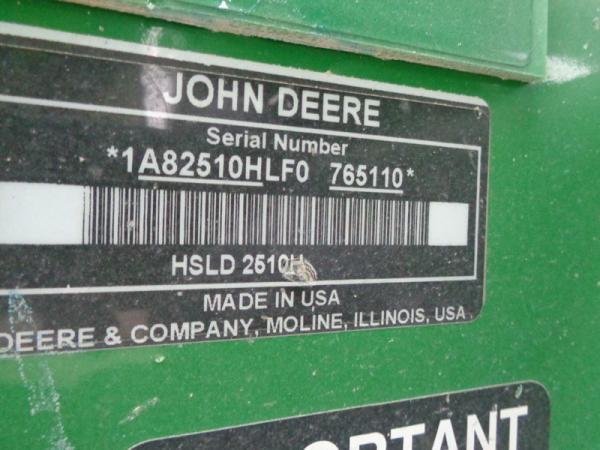 JOHN DEERE
Serial Number
*1A82510HLF0 765110*
HSLD 2510H
MADE IN USA
DEERE & COMPANY, MOLINE, ILLINOIS, USA